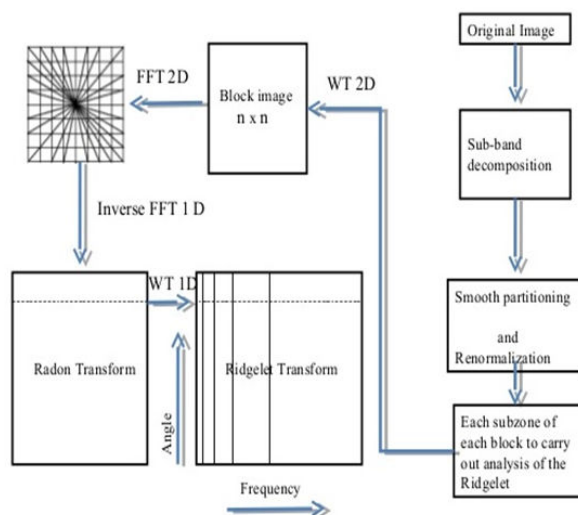 Original Image
Sub-band
decomposition
Smooth partitioning
and
Renormalization
Each subzone of
each block to carry
out analysis of the
Ridgelet
WT 2D
Block image
n x n
FFT 2D
Inverse FFT 1 D
Radon Transform
WT 1D
Ridgelet Transform
Angle
Frequency